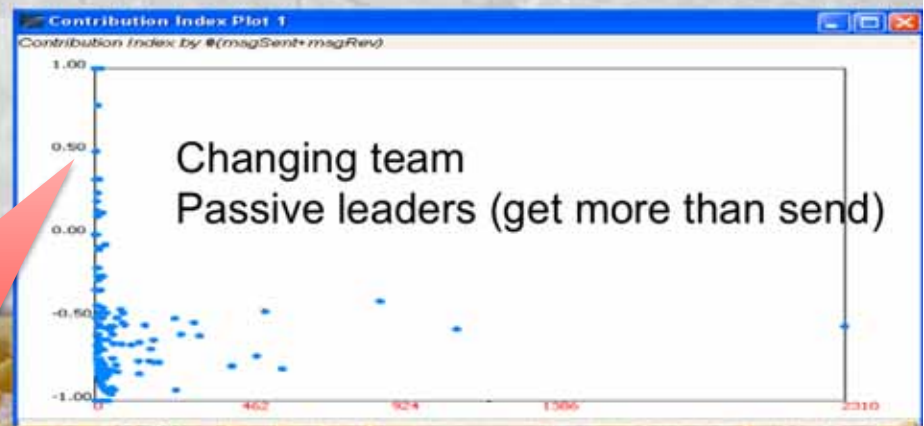 Contribution Index Plot 1
Contribution Index by #(msgSent+msgRev)
1.00
0.50
0.00
-0.50
-1.00
Changing team
Passive leaders (get more than send)
0
462
924
1386
2310